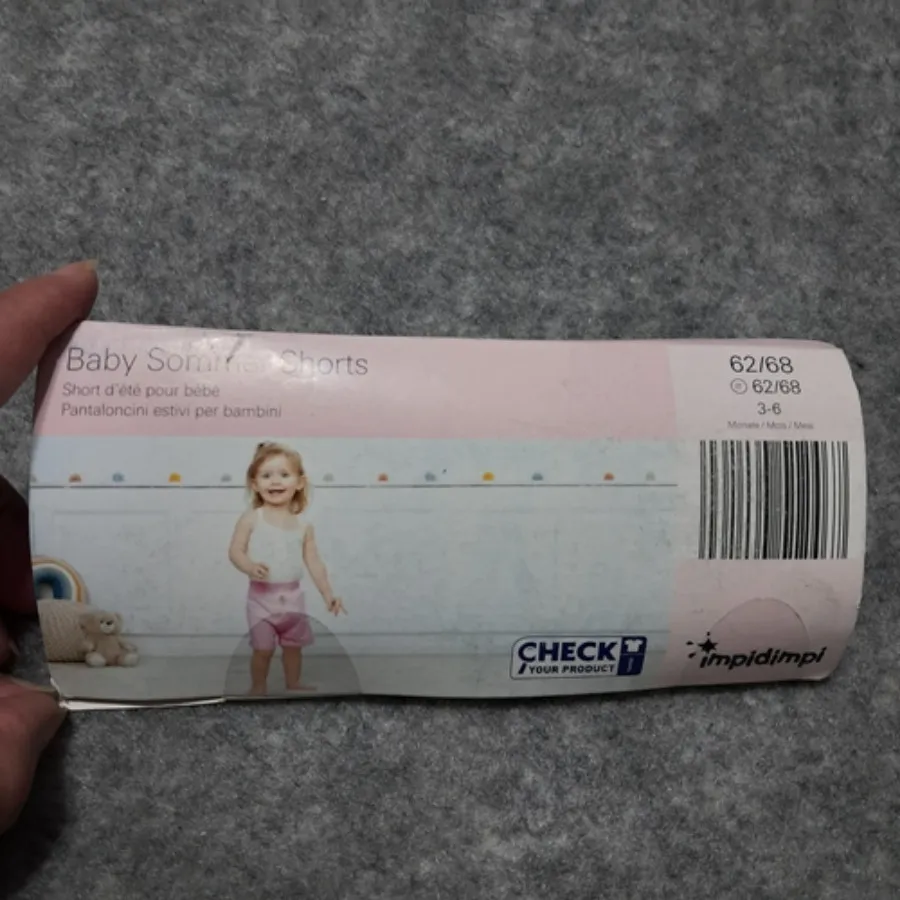 Baby Sommer Shorts
Short d'été pour bébé
Pantaloncini estivi per bambini
62/68
62/68
3-6
Monate / Mois / Mesi
CHECK
YOUR PRODUCT
impidimpi